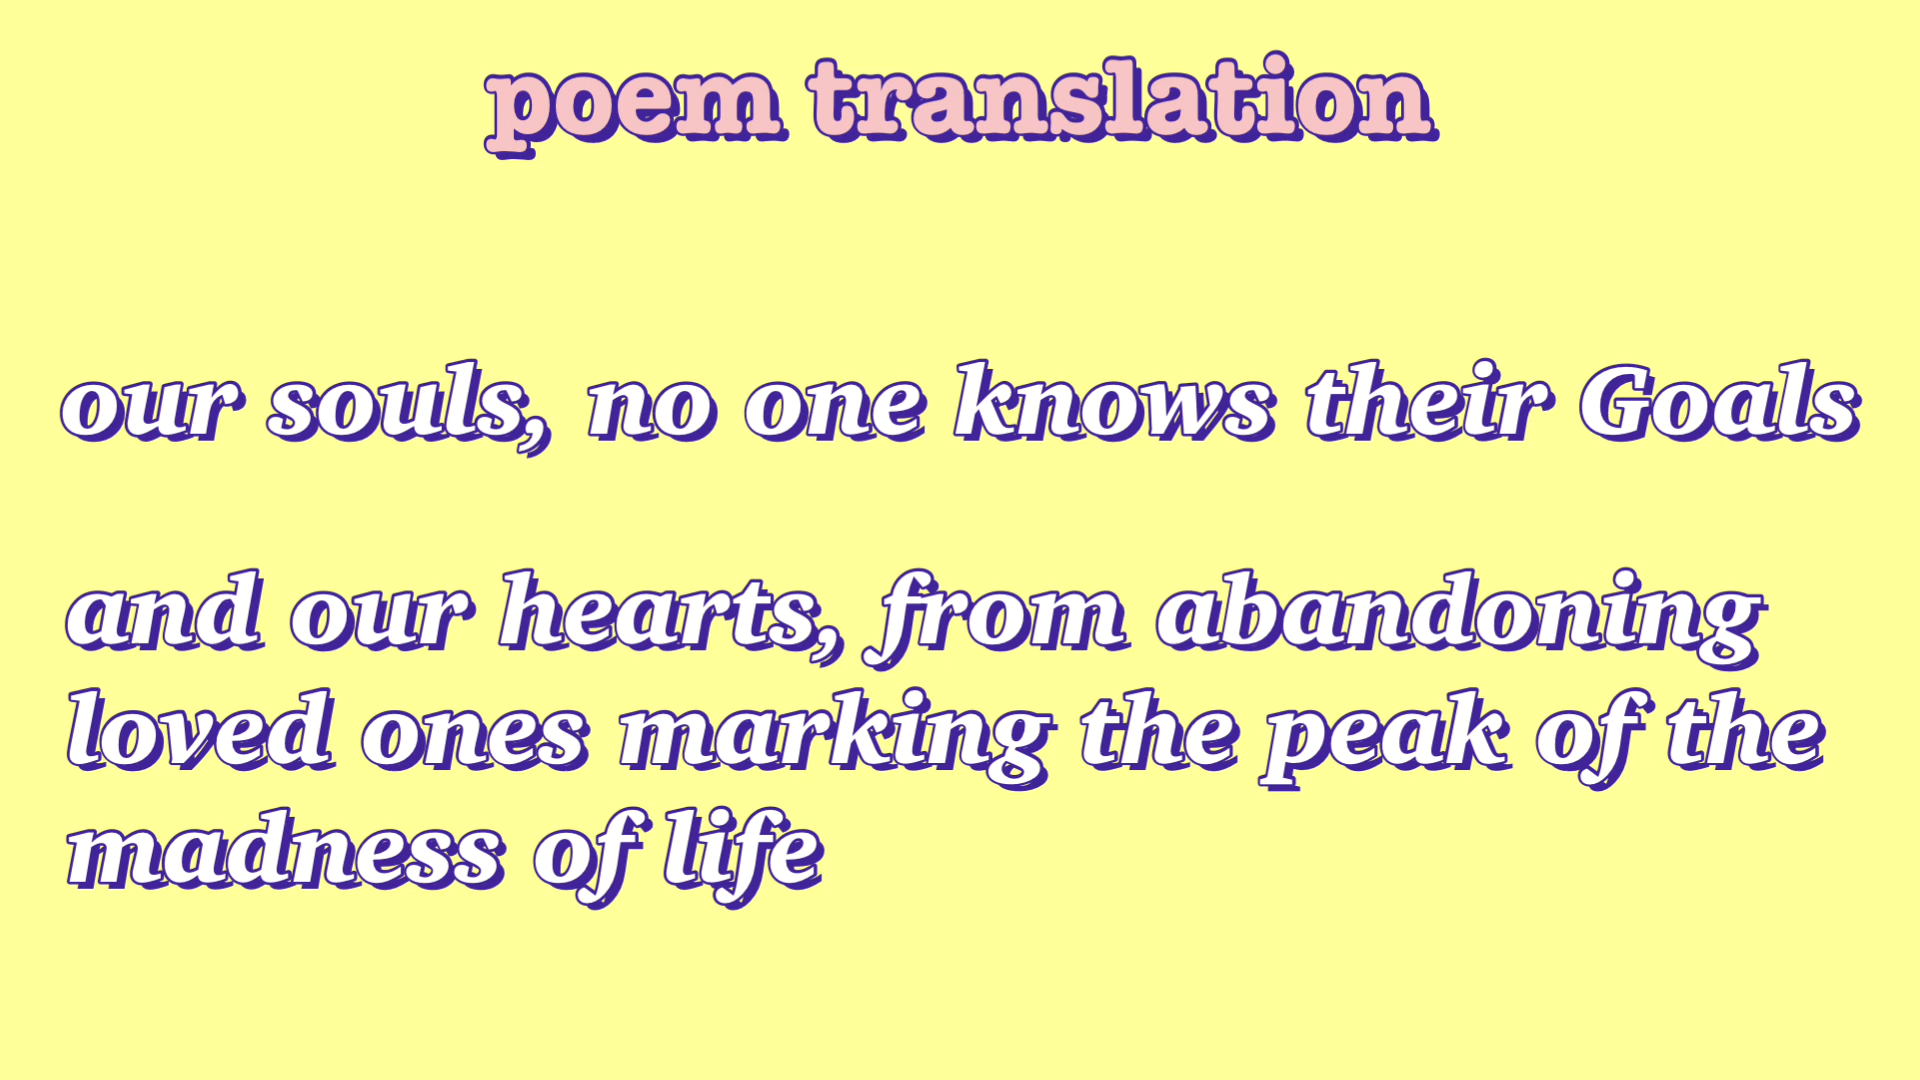 poem translation
our souls, no one knows their Goals
and our hearts, from abandoning
loved ones marking the peak of the
madness of life